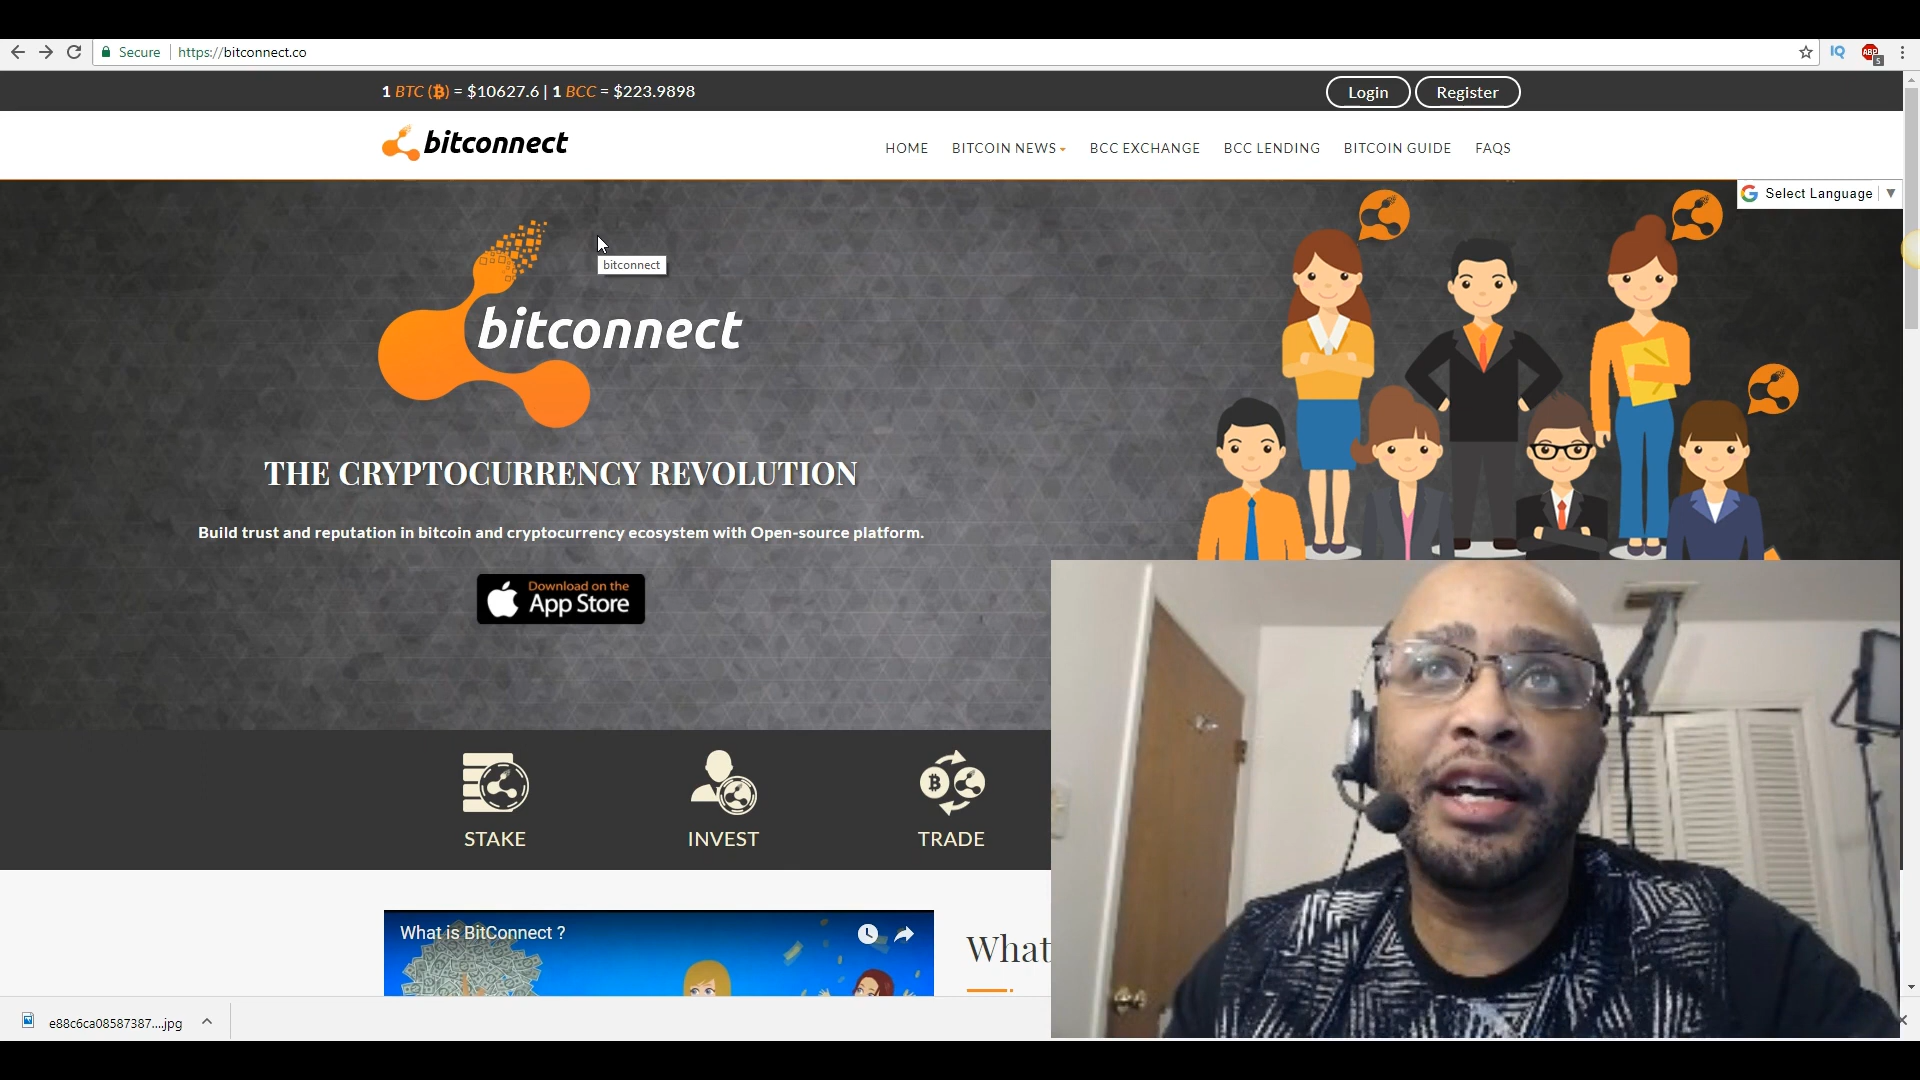 Secure https://bitconnect.co
IQ
ABP
5
1 BTC (₿) = $10627.6 | 1 BCC = $223.9898
Login Register
bitconnect
HOME BITCOIN NEWS BCC EXCHANGE BCC LENDING BITCOIN GUIDE FAQS
Select Language
bitconnect
bitconnect
THE CRYPTOCURRENCY REVOLUTION
Build trust and reputation in bitcoin and cryptocurrency ecosystem with Open-source platform.
Download on the
App Store
STAKE INVEST TRADE
What is BitConnect ?
What
e88c6ca08587387....jpg